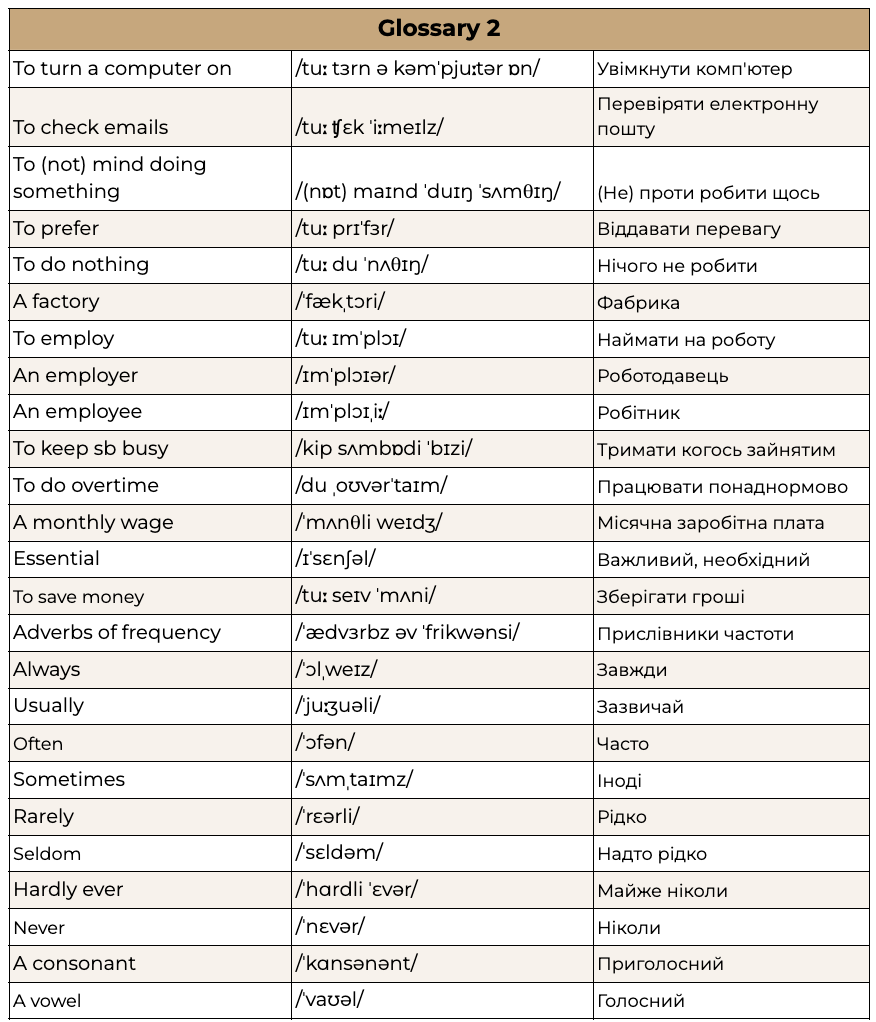 Glossary 2
To turn a computer on /tuː tɜrn ə kəmˈpjuːtər ɒn/ Увімкнути комп'ютер
To check emails /tuː ʧɛk ˈiːmeɪlz/ Перевіряти електронну
пошту
To (not) mind doing
something /(nɒt) maɪnd ˈduɪŋ ˈsʌmθɪŋ/ (Не) проти робити щось
To prefer /tuː prɪˈfɜr/ Віддавати перевагу
To do nothing /tuː du ˈnʌθɪŋ/ Нічого не робити
A factory /ˈfækˌtɔri/ Фабрика
To employ /tuː ɪmˈplɔɪ/ Наймати на роботу
An employer /ɪmˈplɔɪər/ Роботодавець
An employee /ɪmˈplɔɪˌiː/ Робітник
To keep sb busy /kip sʌmbɒdi ˈbɪzi/ Тримати когось зайнятим
To do overtime /du ˌoʊvərˈtaɪm/ Працювати понаднормово
A monthly wage /ˈmʌnθli weɪdʒ/ Місячна заробітна плата
Essential /ɪˈsɛnʃəl/ Важливий, необхідний
To save money /tuː seɪv ˈmʌni/ Зберігати гроші
Adverbs of frequency /ˈædvɜrbz əv ˈfrikwənsi/ Прислівники частоти
Always /ˈɔlˌweɪz/ Завжди
Usually /ˈjuːʒuəli/ Зазвичай
Often /ˈɔfən/ Часто
Sometimes /ˈsʌmˌtaɪmz/ Іноді
Rarely /ˈrɛərli/ Рідко
Seldom /ˈsɛldəm/ Надто рідко
Hardly ever /ˈhɑrdli ˈɛvər/ Майже ніколи
Never /ˈnɛvər/ Ніколи
A consonant /ˈkɑnsənənt/ Приголосний
A vowel /ˈvaʊəl/ Голосний